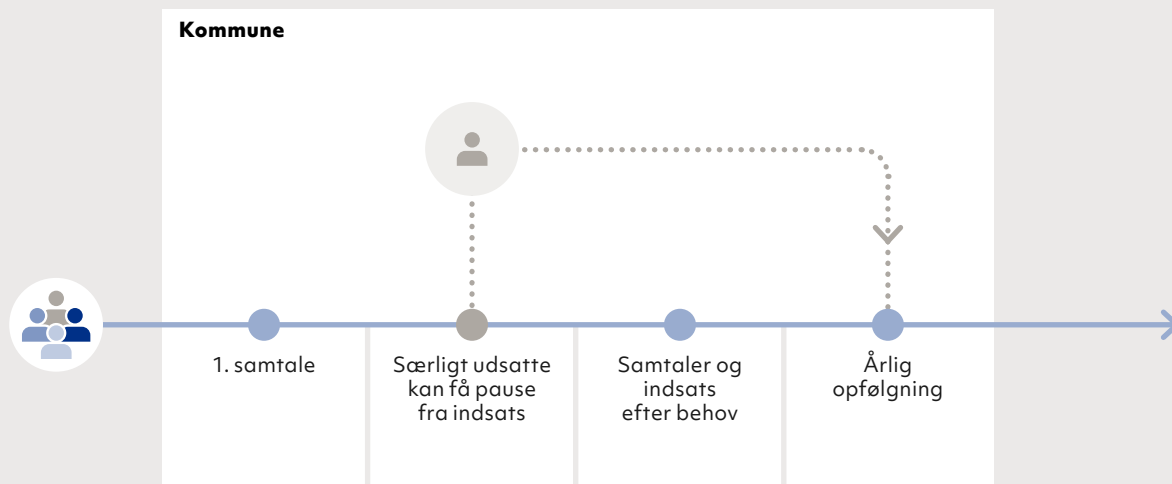 Kommune
1. samtale
Særligt udsatte
kan få pause
fra indsats
Samtaler og
indsats
efter behov
Årlig
opfølgning